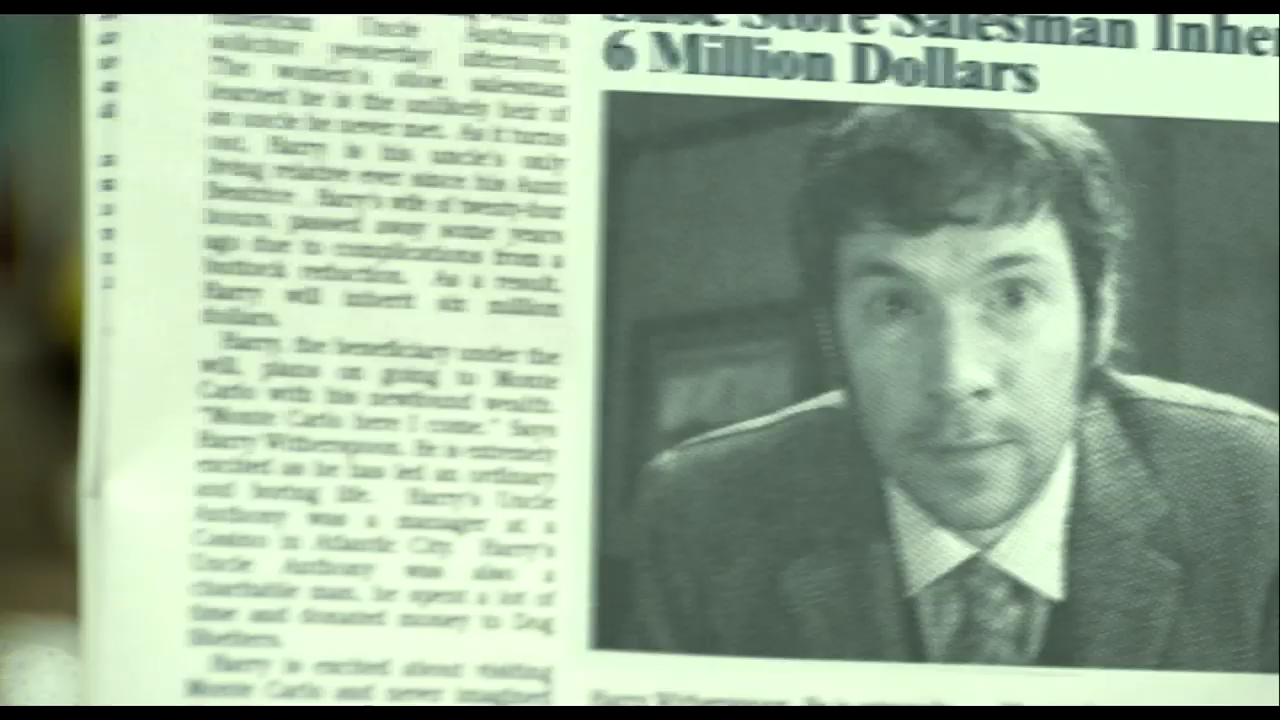 Shoe Store Salesman Inher
6 Million Dollars
American Uncle Anthony's
solicitor yesterday afternoon.
The women's shoe salesman
learned he is the unlikely heir of
an uncle he never met. As it turns
out, Harry is his uncle's only
living relative ever since his Aunt
Harry's wife of twenty-four
hours, passed away some years
ago due to complications from a
buttock reduction. As a result,
Harry will inherit six million
dollars.
Harry, the beneficiary under the
will, plans on going to Monte
Carlo with his newfound wealth.
"Monte Carlo here I come." Says
Harry Witherspoon. He is extremely
excited as he has led an ordinary
and boring life. Harry's Uncle
Anthony was a manager at a
Casino in Atlantic City. Harry's
Uncle Anthony was also a
charitable man, he spent a lot of
time and donated money to Dog
Shelters.
Harry is excited about visiting
Monte Carlo and never imagined
Harry Witherspoon